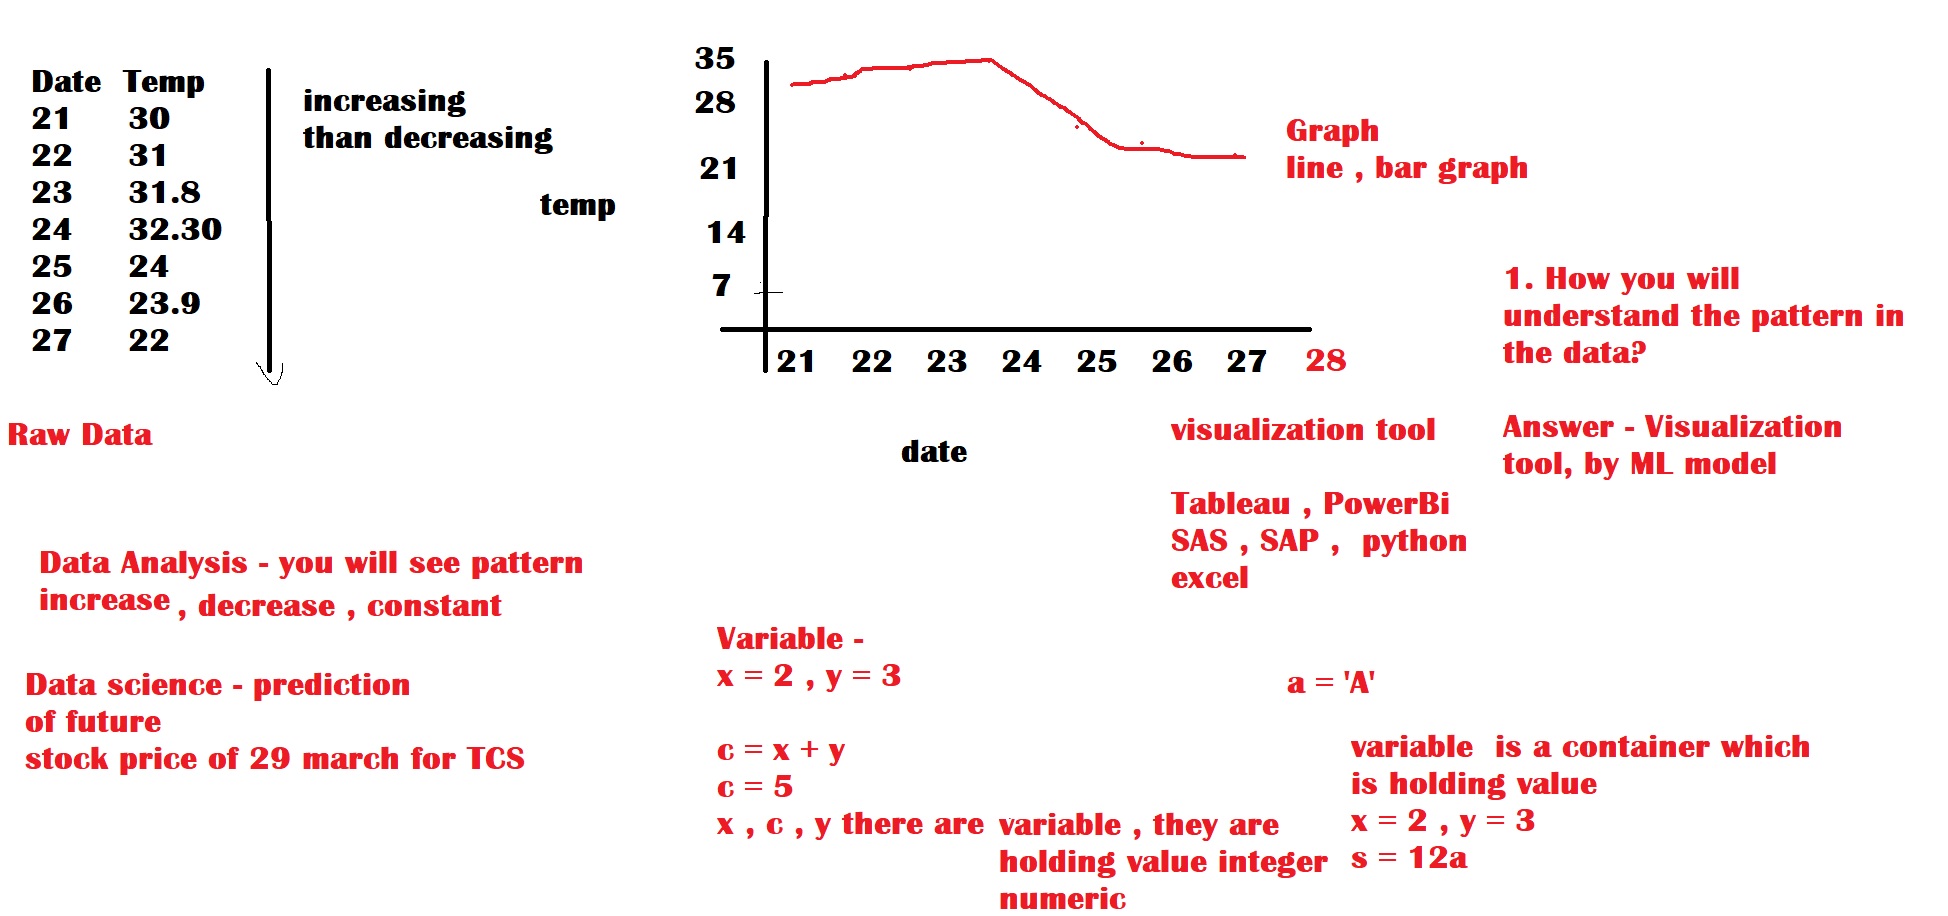 Date Temp
21 30
22 31
23 31.8
24 32.30
25 24
26 23.9
27 22
increasing
than decreasing
temp
35
28
21
14
7
21 22 23 24 25 26 27 28
date
Graph
line , bar graph
1. How you will
understand the pattern in
the data?
Answer - Visualization
tool, by ML model
Raw Data
visualization tool
Tableau , PowerBi
SAS , SAP , python
excel
Data Analysis - you will see pattern
increase , decrease , constant
Data science - prediction
of future
stock price of 29 march for TCS
Variable -
x = 2 , y = 3
c = x + y
c = 5
x , c , y there are variable , they are
holding value integer
numeric
a = 'A'
variable is a container which
is holding value
x = 2 , y = 3
s = 12a